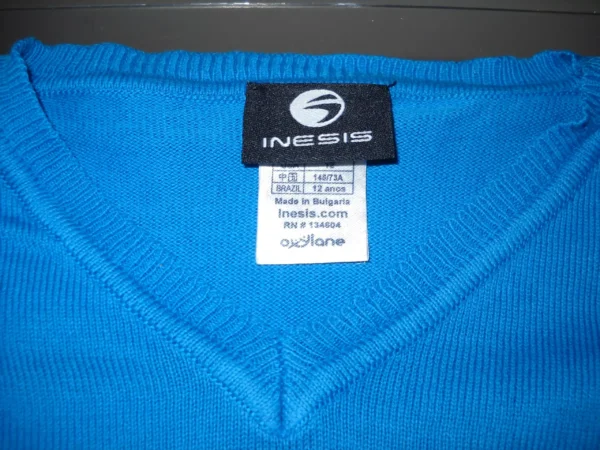 INESIS
中国 148/73A
BRAZIL 12 anos
Made in Bulgaria
Inesis.com
RN # 134604
oxylane